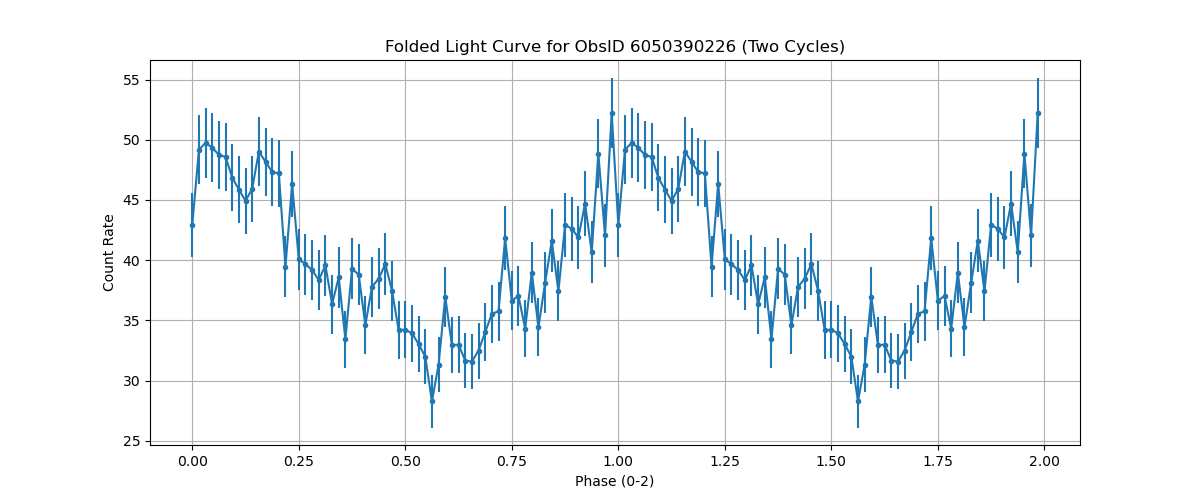 Folded Light Curve for ObsID 6050390226 (Two Cycles)
55
50
45
40
35
30
25
Count Rate
0.00 0.25 0.50 0.75 1.00 1.25 1.50 1.75 2.00
Phase (0-2)